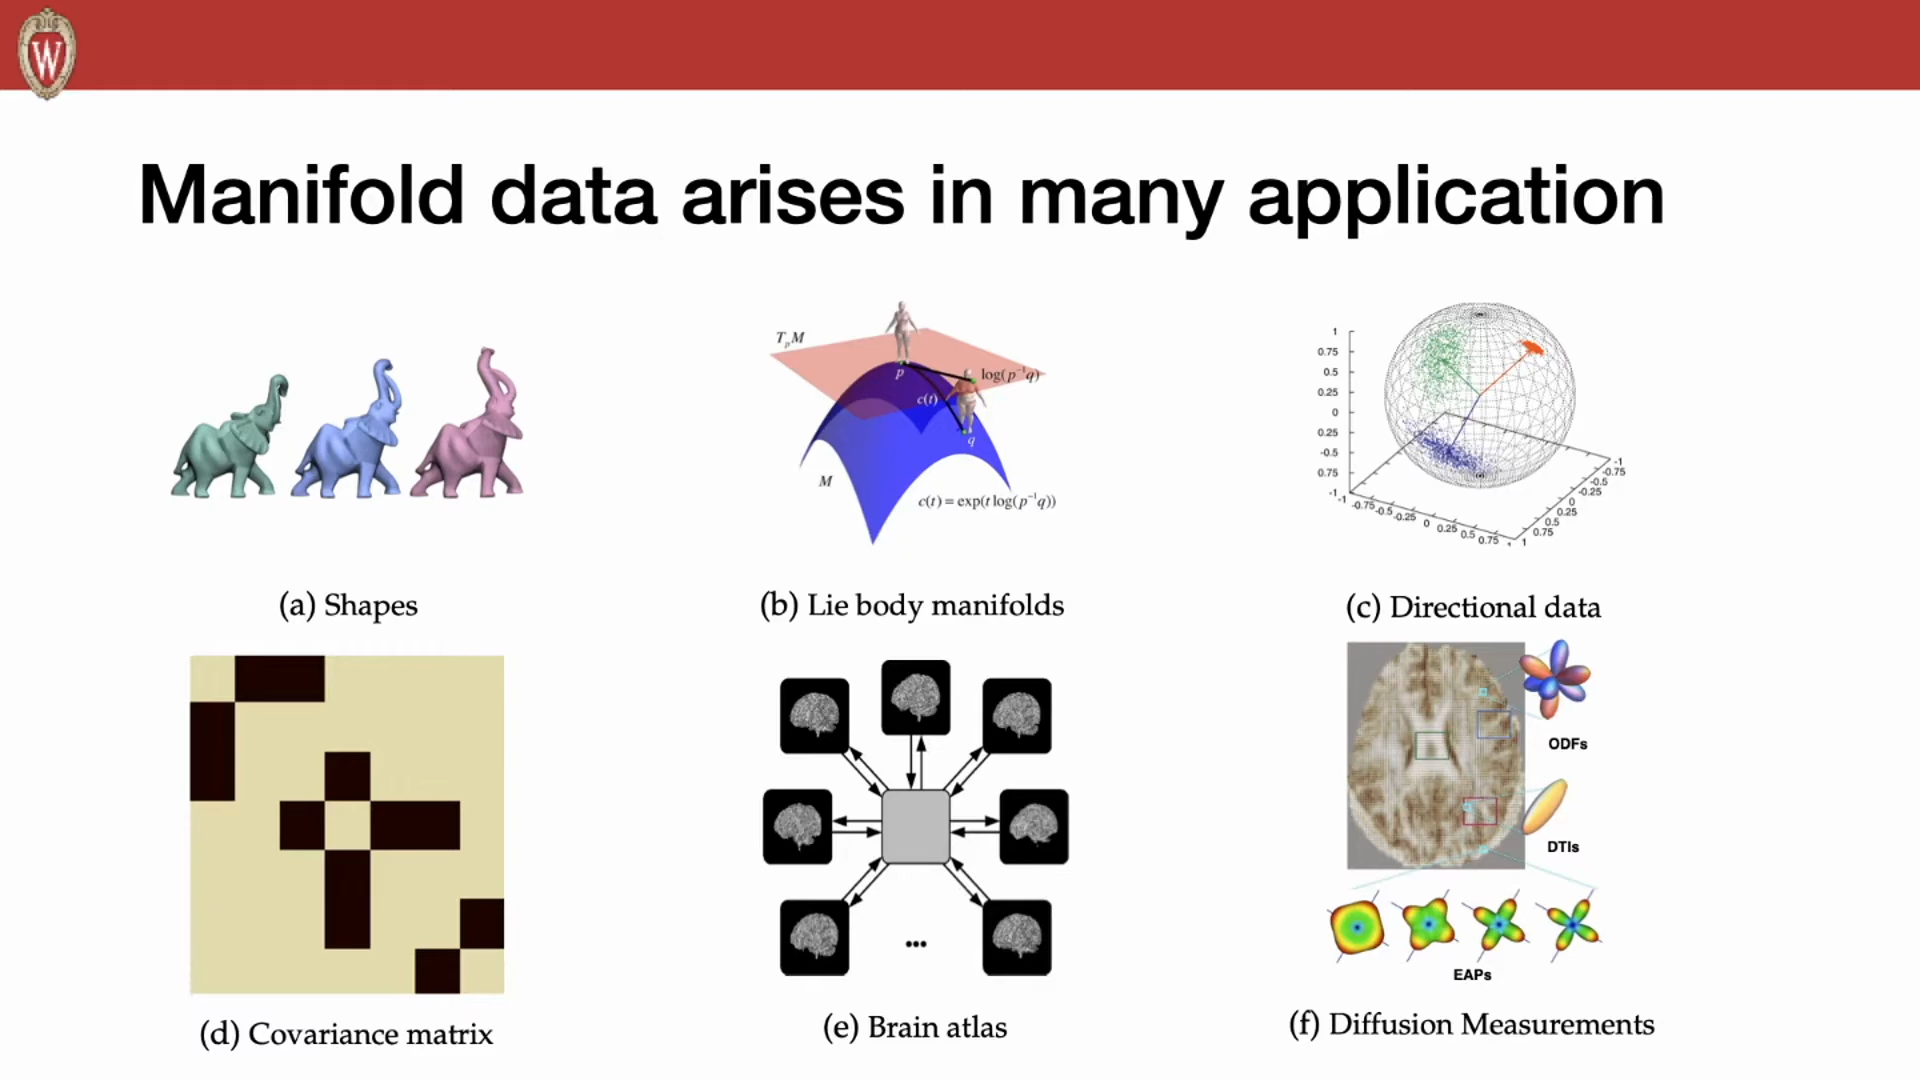 W
Manifold data arises in many application
TₚM
p
log(p⁻¹q)
c(t)
q
M
c(t) = exp(t log(p⁻¹q))
1
0.75
0.5
0.25
0
0.25
-0.5
0.75
-1
-1
-0.75
-0.5
-0.25
0
0.25
0.5
0.75
1
1
0.75
0.5
0.25
0
-0.25
-0.5
-0.75
-1
(a) Shapes
(b) Lie body manifolds
(c) Directional data
ODFs
DTIs
EAPs
•••
(d) Covariance matrix
(e) Brain atlas
(f) Diffusion Measurements